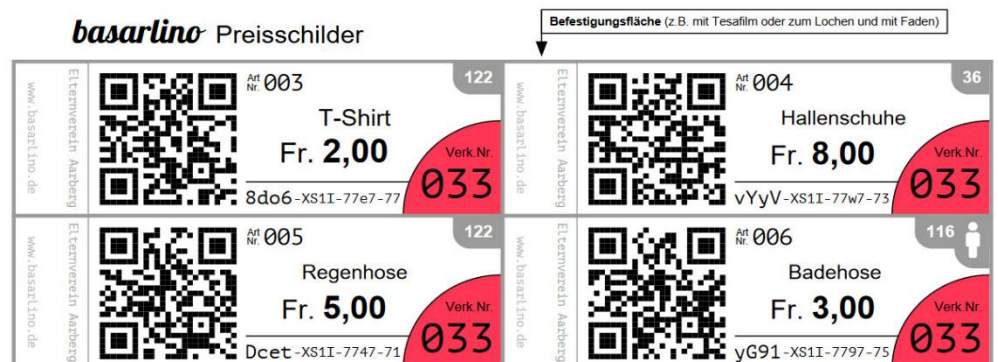 basarlino Preisschilder
Befestigungsfläche (z.B. mit Tesafilm oder zum Lochen und mit Faden)
www.basarlino.de
Elternverein Aarberg
Art Nr. 003
122
T-Shirt
Fr. 2,00
Verk.Nr.
033
8do6-XS1I-77e7-77
www.basarlino.de
Elternverein Aarberg
Art Nr. 004
36
Hallenschuhe
Fr. 8,00
Verk.Nr.
033
vYyV-XS1I-77w7-73
www.basarlino.de
Elternverein Aarberg
Art Nr. 005
122
Regenhose
Fr. 5,00
Verk.Nr.
033
Dcet-XS1I-7747-71
www.basarlino.de
Elternverein Aarberg
Art Nr. 006
116
Badehose
Fr. 3,00
Verk.Nr.
033
yG91-XS1I-7797-75